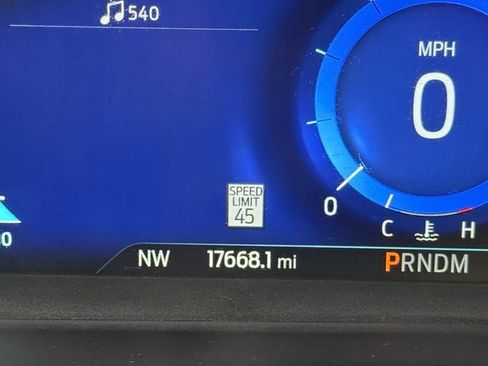 540
MPH
0
SPEED
LIMIT
45
0
C H
NW 17668.1 mi PRNDM